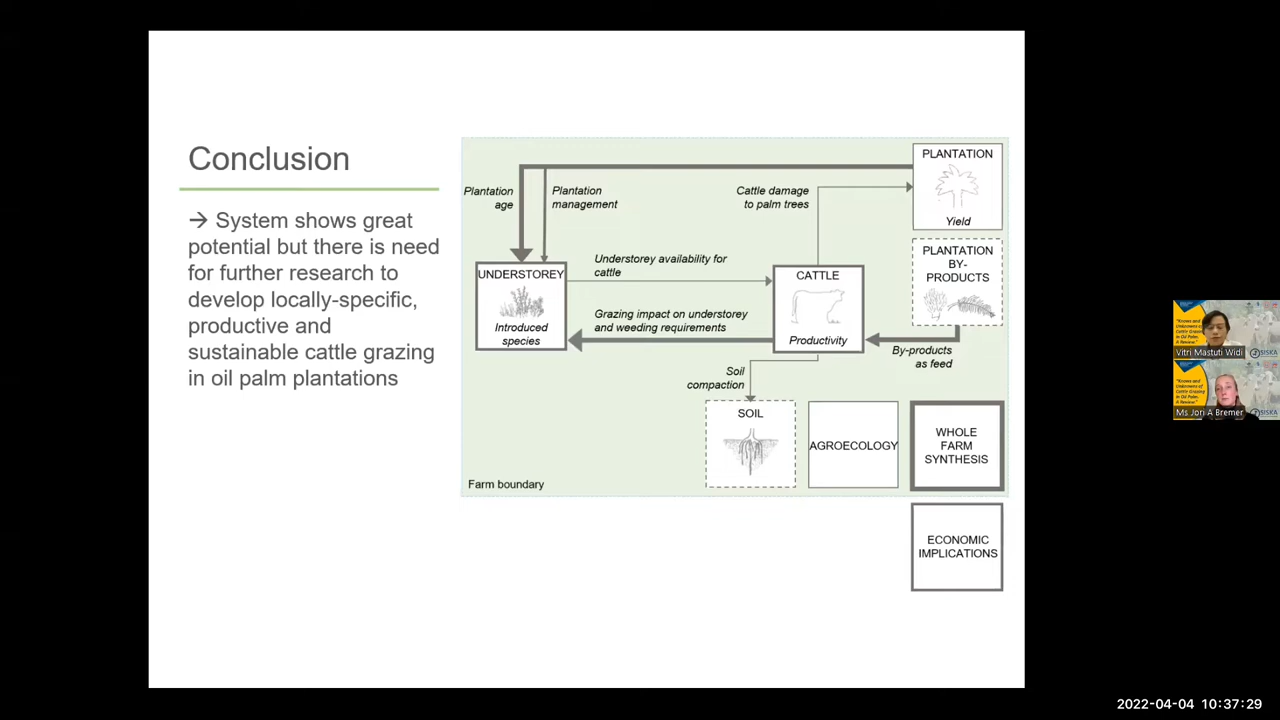 Conclusion
→ System shows great
potential but there is need
for further research to
develop locally-specific,
productive and
sustainable cattle grazing
in oil palm plantations
PLANTATION
Yield
Plantation
age
Plantation
management
Cattle damage
to palm trees
PLANTATION
BY-
PRODUCTS
Understorey availability for
cattle
UNDERSTOREY
Introduced
species
CATTLE
Productivity
Grazing impact on understorey
and weeding requirements
By-products
as feed
Soil
compaction
SOIL
AGROECOLOGY
WHOLE
FARM
SYNTHESIS
Farm boundary
ECONOMIC
IMPLICATIONS
Vitri Mastuti Widi
Ms Jori A Bremer
2022-04-04 10:37:29